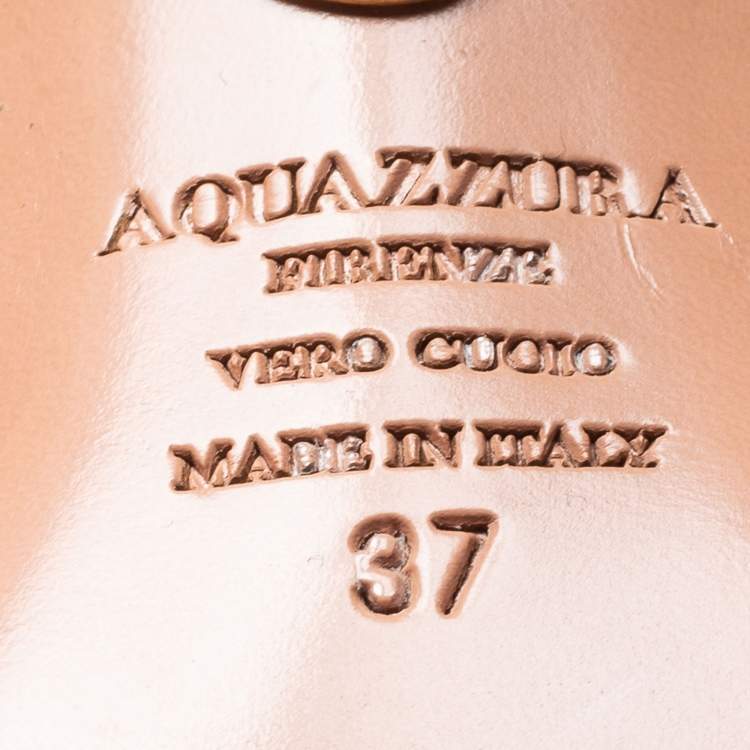 AQUAZZURA
FIRENZE
VERO CUOIO
MADE IN ITALY
37